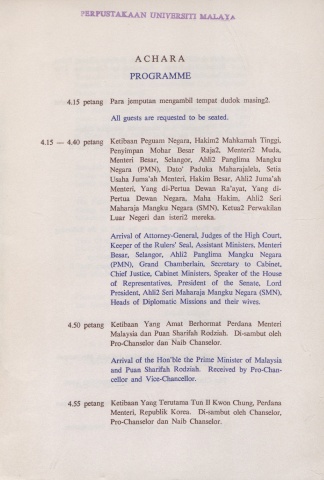 PERPUSTAKAAN UNIVERSITI MALAYA
ACHARA
PROGRAMME
4.15 petang Para jemputan mengambil tempat dudok masing2.
All guests are requested to be seated.
4.15 — 4.40 petang Ketibaan Peguam Negara, Hakim2 Mahkamah Tinggi,
Penyimpan Mohar Besar Raja2, Menteri2 Muda,
Menteri Besar, Selangor, Ahli2 Panglima Mangku
Negara (PMN), Dato' Paduka Maharajalela, Setia
Usaha Juma'ah Menteri, Hakim Besar, Ahli2 Juma'ah
Menteri, Yang di-Pertua Dewan Ra'ayat, Yang di-
Pertua Dewan Negara, Maha Hakim, Ahli2 Seri
Maharaja Mangku Negara (SMN), Ketua2 Perwakilan
Luar Negeri dan isteri2 mereka.
Arrival of Attorney-General, Judges of the High Court,
Keeper of the Rulers' Seal, Assistant Ministers, Menteri
Besar, Selangor, Ahli2 Panglima Mangku Negara
(PMN), Grand Chamberlain, Secretary to Cabinet,
Chief Justice, Cabinet Ministers, Speaker of the House
of Representatives, President of the Senate, Lord
President, Ahli2 Seri Maharaja Mangku Negara (SMN),
Heads of Diplomatic Missions and their wives.
4.50 petang Ketibaan Yang Amat Berhormat Perdana Menteri
Malaysia dan Puan Sharifah Rodziah. Di-sambut oleh
Pro-Chanselor dan Naib Chanselor.
Arrival of the Hon'ble the Prime Minister of Malaysia
and Puan Sharifah Rodziah. Received by Pro-Chan-
cellor and Vice-Chancellor.
4.55 petang Ketibaan Yang Terutama Tun Il Kwon Chung, Perdana
Menteri, Republik Korea. Di-sambut oleh Chanselor,
Pro-Chanselor dan Naib Chanselor.